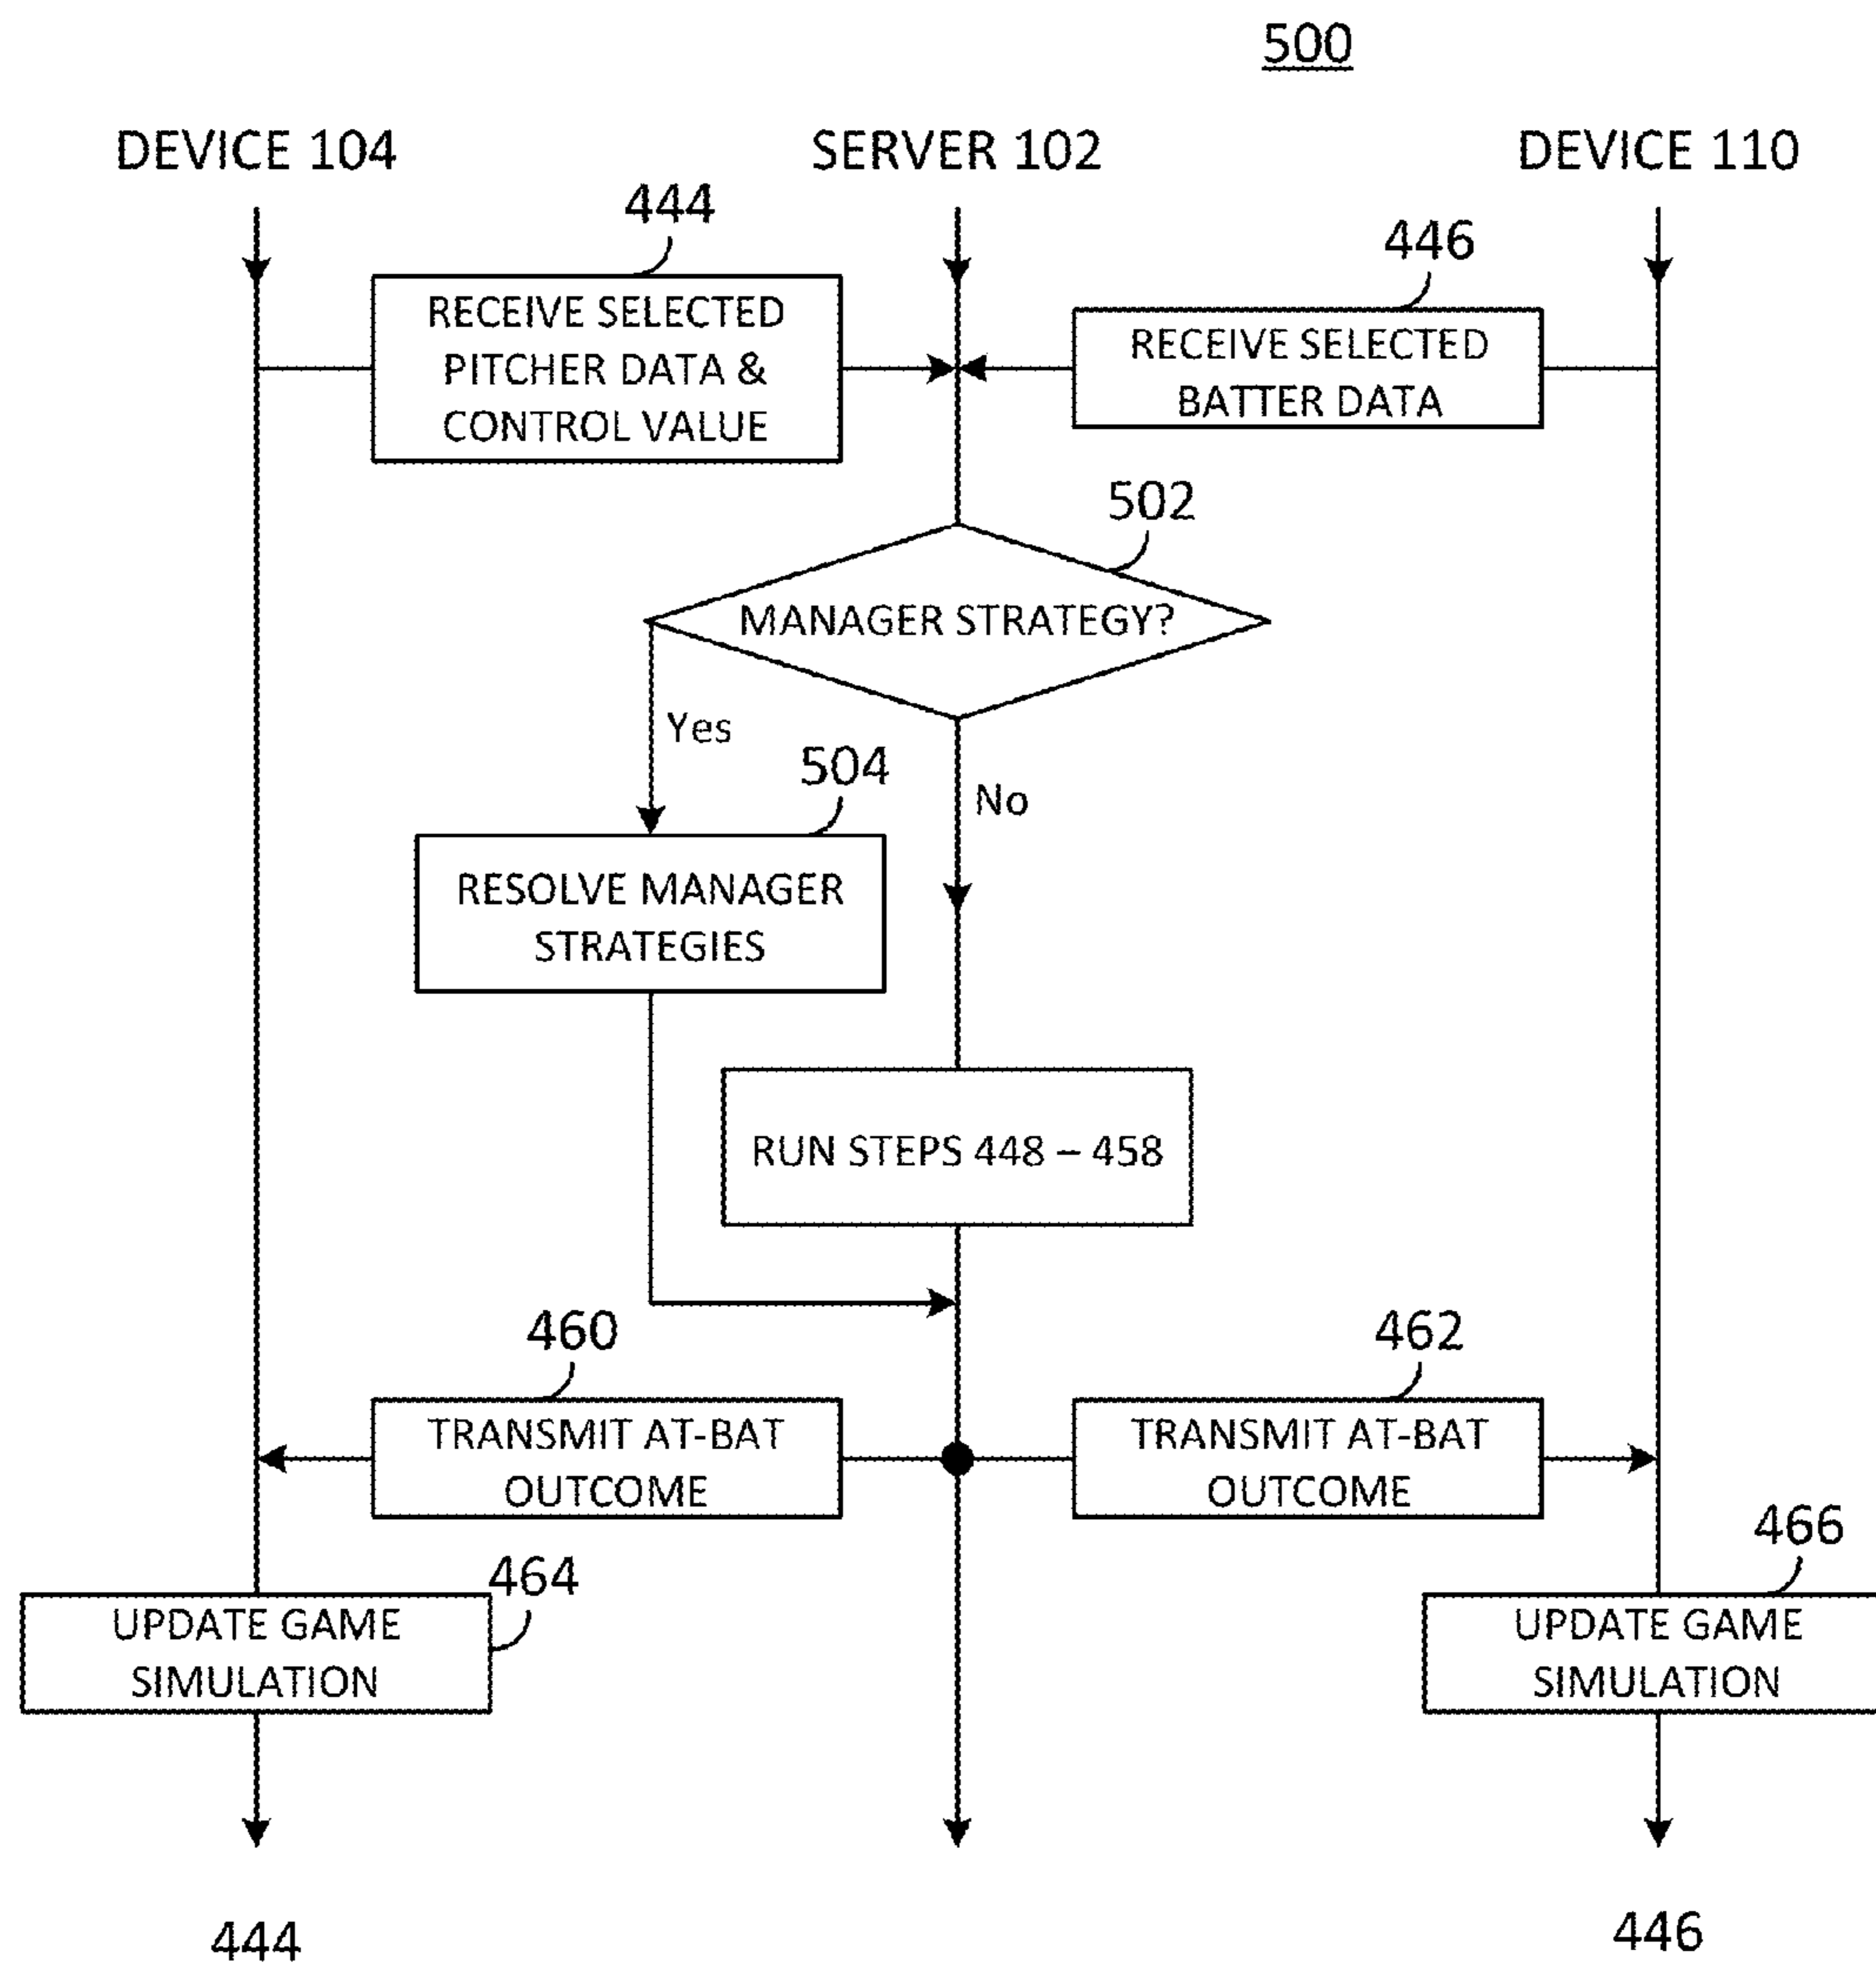 500
DEVICE 104
SERVER 102
DEVICE 110
444
446
RECEIVE SELECTED
PITCHER DATA &
CONTROL VALUE
RECEIVE SELECTED
BATTER DATA
502
MANAGER STRATEGY?
Yes
504
No
RESOLVE MANAGER
STRATEGIES
RUN STEPS 448 – 458
460
462
TRANSMIT AT-BAT
OUTCOME
TRANSMIT AT-BAT
OUTCOME
464
466
UPDATE GAME
SIMULATION
UPDATE GAME
SIMULATION
444
446